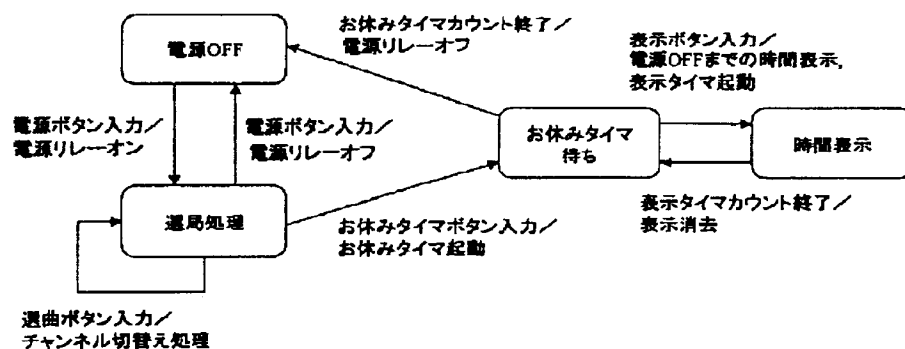 電源OFF
お休みタイマカウント終了／
電源リレーオフ
表示ボタン入力／
電源OFFまでの時間表示，
表示タイマ起動
電源ボタン入力／
電源リレーオン
電源ボタン入力／
電源リレーオフ
お休みタイマ
待ち
時間表示
選局処理
お休みタイマボタン入力／
お休みタイマ起動
表示タイマカウント終了／
表示消去
選曲ボタン入力／
チャンネル切替え処理